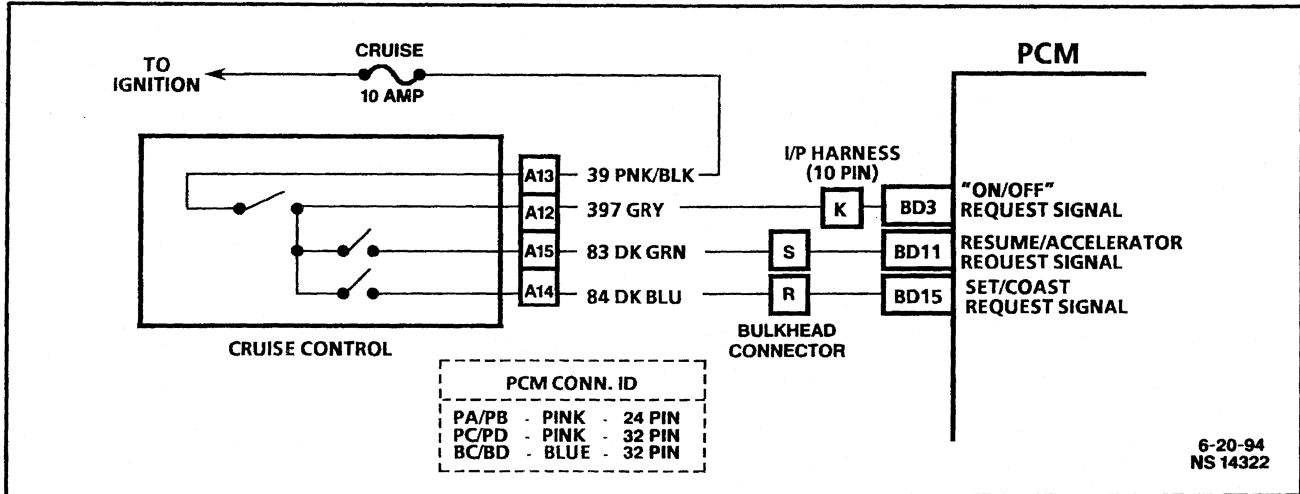 CRUISE
10 AMP
TO
IGNITION
PCM
I/P HARNESS
(10 PIN)
A13 39 PNK/BLK
A12 397 GRY K BD3 "ON/OFF"
REQUEST SIGNAL
A15 83 DK GRN S BD11 RESUME/ACCELERATOR
REOUEST SIGNAL
A14 84 DK BLU R BD15 SET/COAST
REQUEST SIGNAL
BULKHEAD
CONNECTOR
CRUISE CONTROL
PCM CONN. ID
PA/PB - PINK - 24 PIN
PC/PD - PINK - 32 PIN
BC/BD - BLUE - 32 PIN
6-20-94
NS 14322